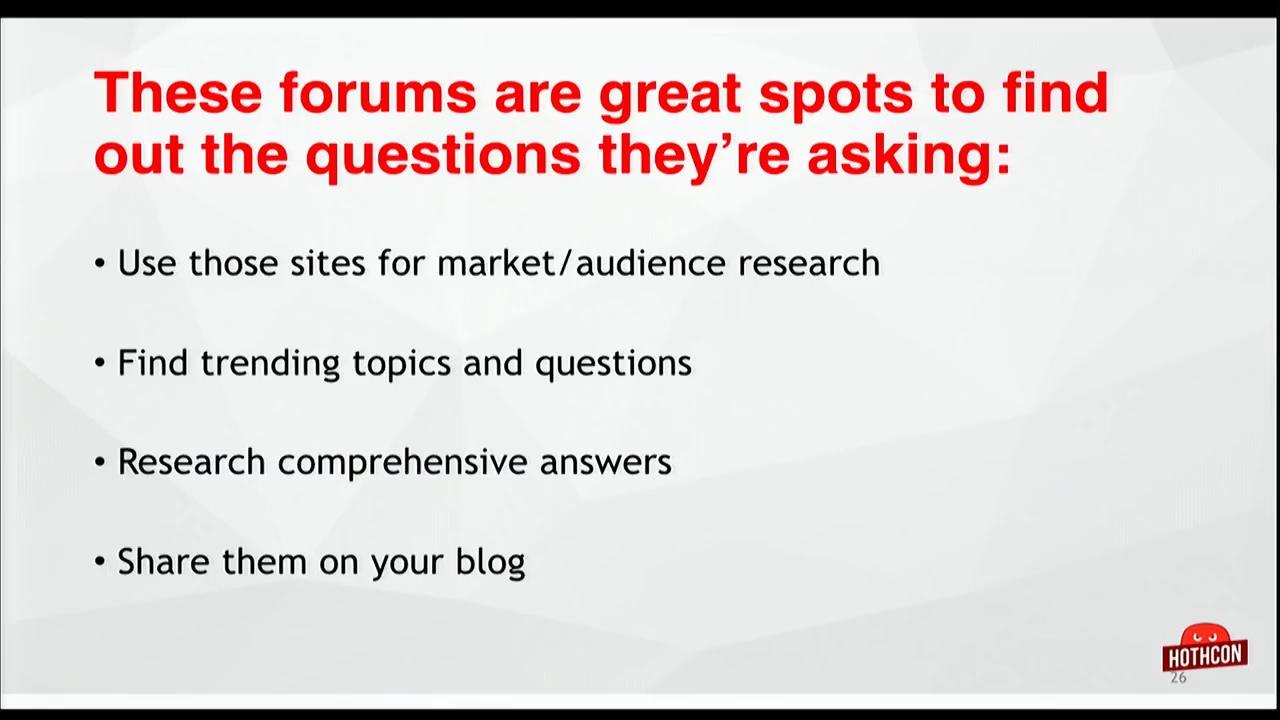 These forums are great spots to find
out the questions they’re asking:
• Use those sites for market/audience research
• Find trending topics and questions
• Research comprehensive answers
• Share them on your blog
HOTHCON
26